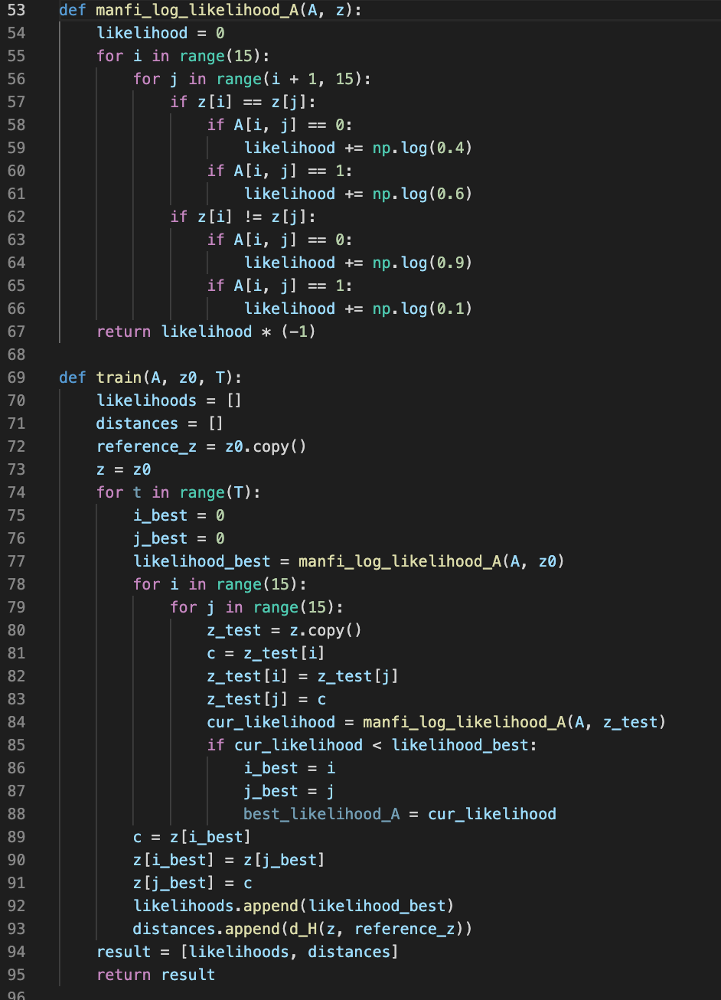 53 def manfi_log_likelihood_A(A, z):
54     likelihood = 0
55     for i in range(15):
56         for j in range(i + 1, 15):
57             if z[i] == z[j]:
58                 if A[i, j] == 0:
59                     likelihood += np.log(0.4)
60                 if A[i, j] == 1:
61                     likelihood += np.log(0.6)
62             if z[i] != z[j]:
63                 if A[i, j] == 0:
64                     likelihood += np.log(0.9)
65                 if A[i, j] == 1:
66                     likelihood += np.log(0.1)
67     return likelihood * (-1)
68
69 def train(A, z0, T):
70     likelihoods = []
71     distances = []
72     reference_z = z0.copy()
73     z = z0
74     for t in range(T):
75         i_best = 0
76         j_best = 0
77         likelihood_best = manfi_log_likelihood_A(A, z0)
78         for i in range(15):
79             for j in range(15):
80                 z_test = z.copy()
81                 c = z_test[i]
82                 z_test[i] = z_test[j]
83                 z_test[j] = c
84                 cur_likelihood = manfi_log_likelihood_A(A, z_test)
85                 if cur_likelihood < likelihood_best:
86                     i_best = i
87                     j_best = j
88                     best_likelihood_A = cur_likelihood
89         c = z[i_best]
90         z[i_best] = z[j_best]
91         z[j_best] = c
92         likelihoods.append(likelihood_best)
93         distances.append(d_H(z, reference_z))
94     result = [likelihoods, distances]
95     return result
96